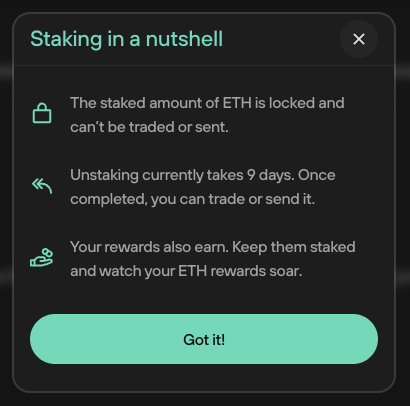 Staking in a nutshell
The staked amount of ETH is locked and
can't be traded or sent.
Unstaking currently takes 9 days. Once
completed, you can trade or send it.
Your rewards also earn. Keep them staked
and watch your ETH rewards soar.
Got it!